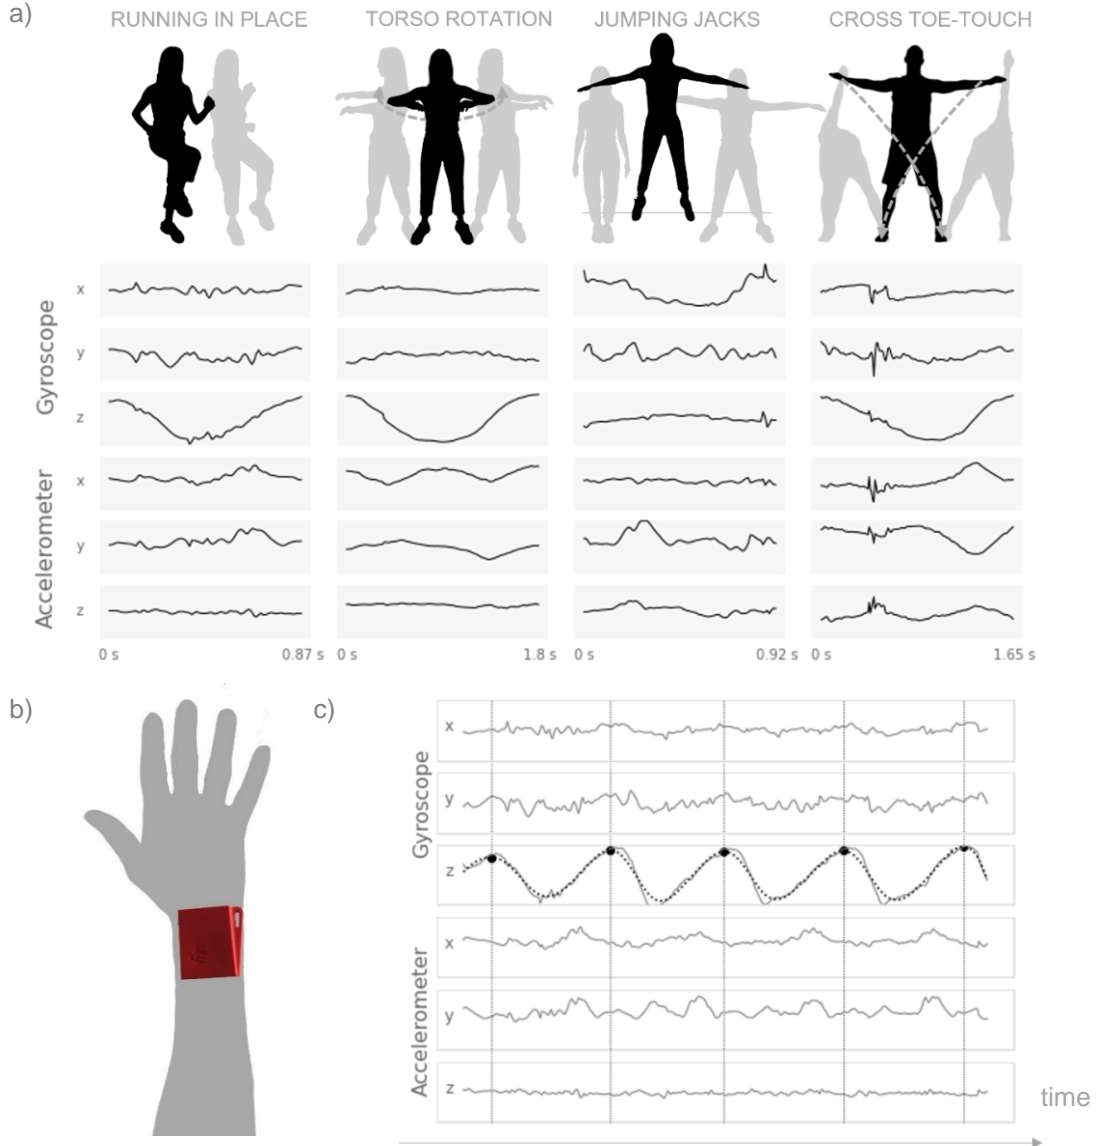 a)
RUNNING IN PLACE TORSO ROTATION JUMPING JACKS CROSS TOE-TOUCH
Gyroscope
x
y
z
Accelerometer
x
y
z
0 s 0.87 s 0 s 1.8 s 0 s 0.92 s 0 s 1.65 s
b)
c)
Gyroscope
x
y
z
Accelerometer
x
y
z
time